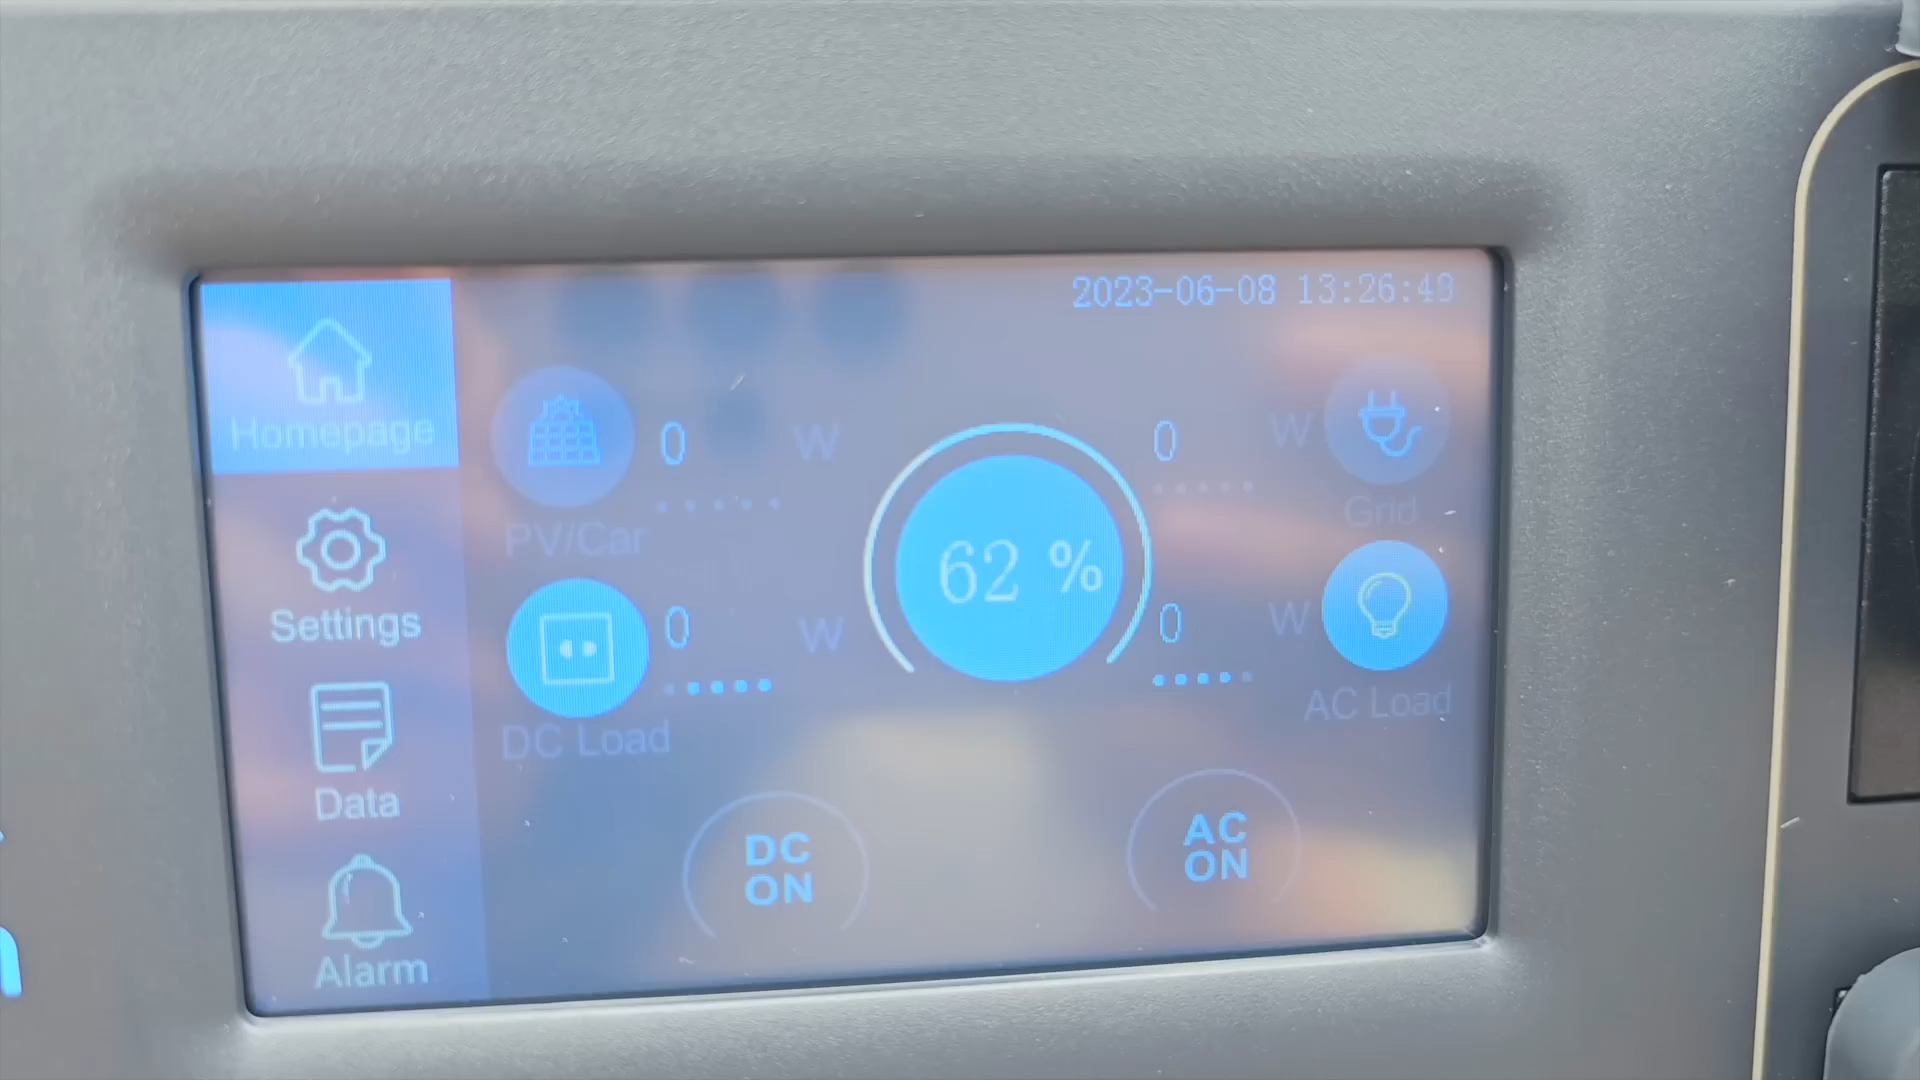 2023-06-08 13:26:49
Homepage
Settings
Data
Alarm
0 W
PV/Car
0 W
DC Load
62 %
0 W
Grid
0 W
AC Load
DC
ON
AC
ON